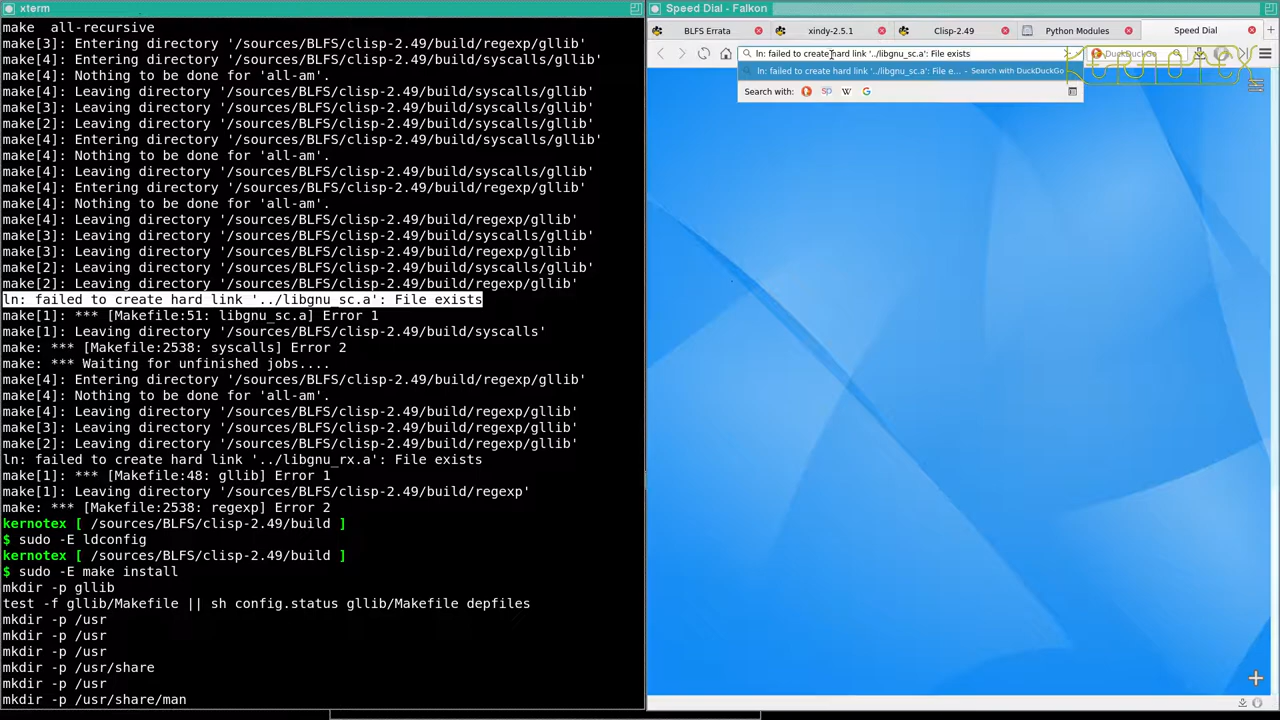 xterm
make  all-recursive
make[3]: Entering directory '/sources/BLFS/clisp-2.49/build/regexp/gllib'
make[4]: Entering directory '/sources/BLFS/clisp-2.49/build/syscalls/gllib'
make[4]: Nothing to be done for 'all-am'.
make[4]: Leaving directory '/sources/BLFS/clisp-2.49/build/syscalls/gllib'
make[3]: Leaving directory '/sources/BLFS/clisp-2.49/build/syscalls/gllib'
make[2]: Leaving directory '/sources/BLFS/clisp-2.49/build/syscalls/gllib'
make[4]: Entering directory '/sources/BLFS/clisp-2.49/build/syscalls/gllib'
make[4]: Nothing to be done for 'all-am'.
make[4]: Leaving directory '/sources/BLFS/clisp-2.49/build/syscalls/gllib'
make[4]: Entering directory '/sources/BLFS/clisp-2.49/build/regexp/gllib'
make[4]: Nothing to be done for 'all-am'.
make[4]: Leaving directory '/sources/BLFS/clisp-2.49/build/regexp/gllib'
make[3]: Leaving directory '/sources/BLFS/clisp-2.49/build/syscalls/gllib'
make[3]: Leaving directory '/sources/BLFS/clisp-2.49/build/regexp/gllib'
make[2]: Leaving directory '/sources/BLFS/clisp-2.49/build/syscalls/gllib'
make[2]: Leaving directory '/sources/BLFS/clisp-2.49/build/regexp/gllib'
ln: failed to create hard link '../libgnu_sc.a': File exists
make[1]: *** [Makefile:51: libgnu_sc.a] Error 1
make[1]: Leaving directory '/sources/BLFS/clisp-2.49/build/syscalls'
make: *** [Makefile:2538: syscalls] Error 2
make: *** Waiting for unfinished jobs....
make[4]: Entering directory '/sources/BLFS/clisp-2.49/build/regexp/gllib'
make[4]: Nothing to be done for 'all-am'.
make[4]: Leaving directory '/sources/BLFS/clisp-2.49/build/regexp/gllib'
make[3]: Leaving directory '/sources/BLFS/clisp-2.49/build/regexp/gllib'
make[2]: Leaving directory '/sources/BLFS/clisp-2.49/build/regexp/gllib'
ln: failed to create hard link '../libgnu_rx.a': File exists
make[1]: *** [Makefile:48: gllib] Error 1
make[1]: Leaving directory '/sources/BLFS/clisp-2.49/build/regexp'
make: *** [Makefile:2538: regexp] Error 2
kernotex [ /sources/BLFS/clisp-2.49/build ]
$ sudo -E ldconfig
kernotex [ /sources/BLFS/clisp-2.49/build ]
$ sudo -E make install
mkdir -p gllib
test -f gllib/Makefile || sh config.status gllib/Makefile depfiles
mkdir -p /usr
mkdir -p /usr
mkdir -p /usr
mkdir -p /usr/share
mkdir -p /usr
mkdir -p /usr/share/man
Speed Dial - Falkon
BLFS Errata
xindy-2.5.1
Clisp-2.49
Python Modules
Speed Dial
ln: failed to create hard link '../libgnu_sc.a': File exists
DuckDuckGo
KERNOTEX
ln: failed to create hard link '../libgnu_sc.a': File e... - Search with DuckDuckGo
Search with: